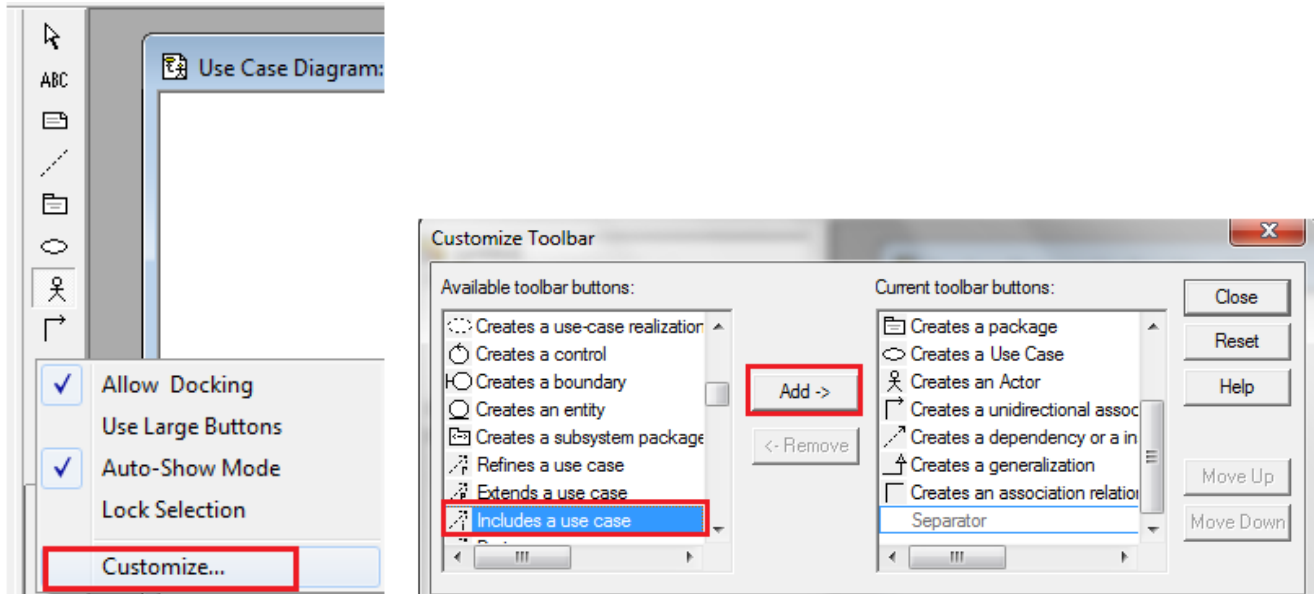 ABC
Use Case Diagram:
Allow Docking
Use Large Buttons
Auto-Show Mode
Lock Selection
Customize...
Customize Toolbar
X
Available toolbar buttons:
Creates a use-case realization
Creates a control
Creates a boundary
Creates an entity
Creates a subsystem package
Refines a use case
Extends a use case
Includes a use case
Add ->
<- Remove
Current toolbar buttons:
Creates a package
Creates a Use Case
Creates an Actor
Creates a unidirectional assoc
Creates a dependency or a in
Creates a generalization
Creates an association relation
Separator
Close
Reset
Help
Move Up
Move Down